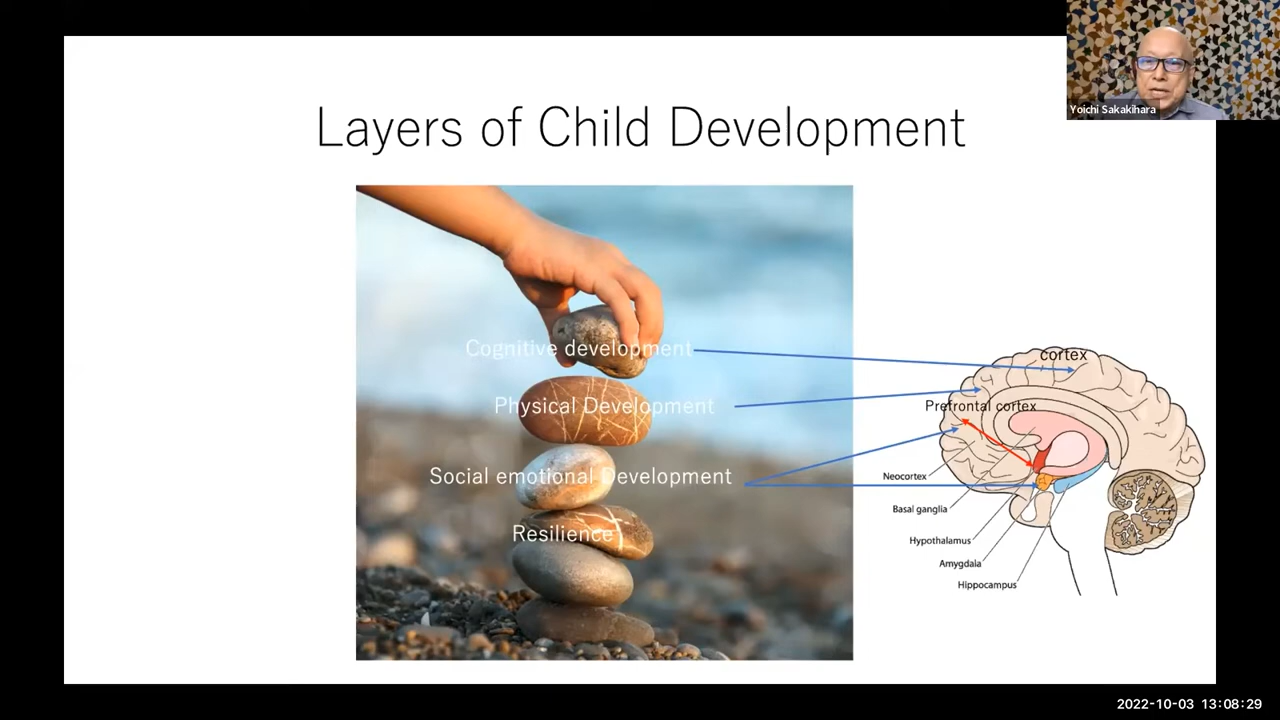 Yoichi Sakakihara
Layers of Child Development
Cognitive development
Physical Development
Social emotional Development
Resilience
cortex
Prefrontal cortex
Neocortex
Basal ganglia
Hypothalamus
Amygdala
Hippocampus
2022-10-03 13:08:29